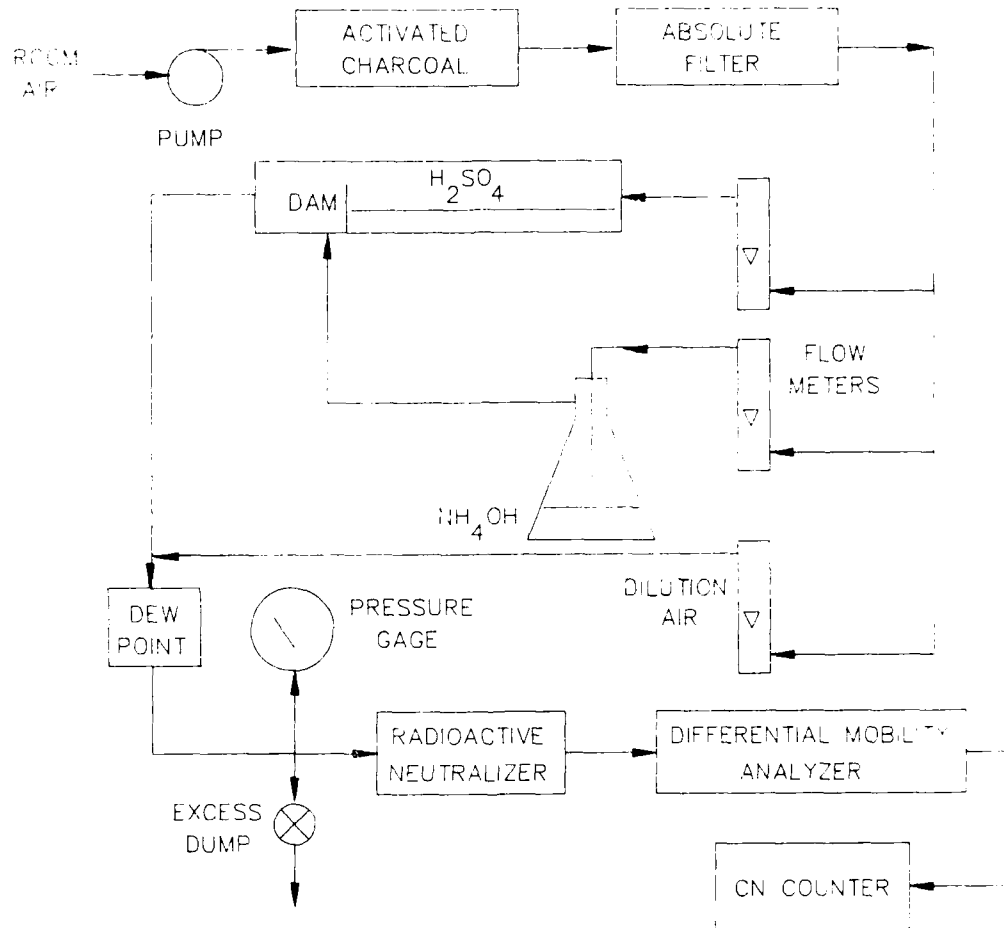 ROOM
AIR
PUMP
ACTIVATED
CHARCOAL
ABSOLUTE
FILTER
DAM
H2SO4
FLOW
METERS
NH4OH
DILUTION
AIR
DEW
POINT
PRESSURE
GAGE
RADIOACTIVE
NEUTRALIZER
DIFFERENTIAL MOBILITY
ANALYZER
EXCESS
DUMP
CN COUNTER